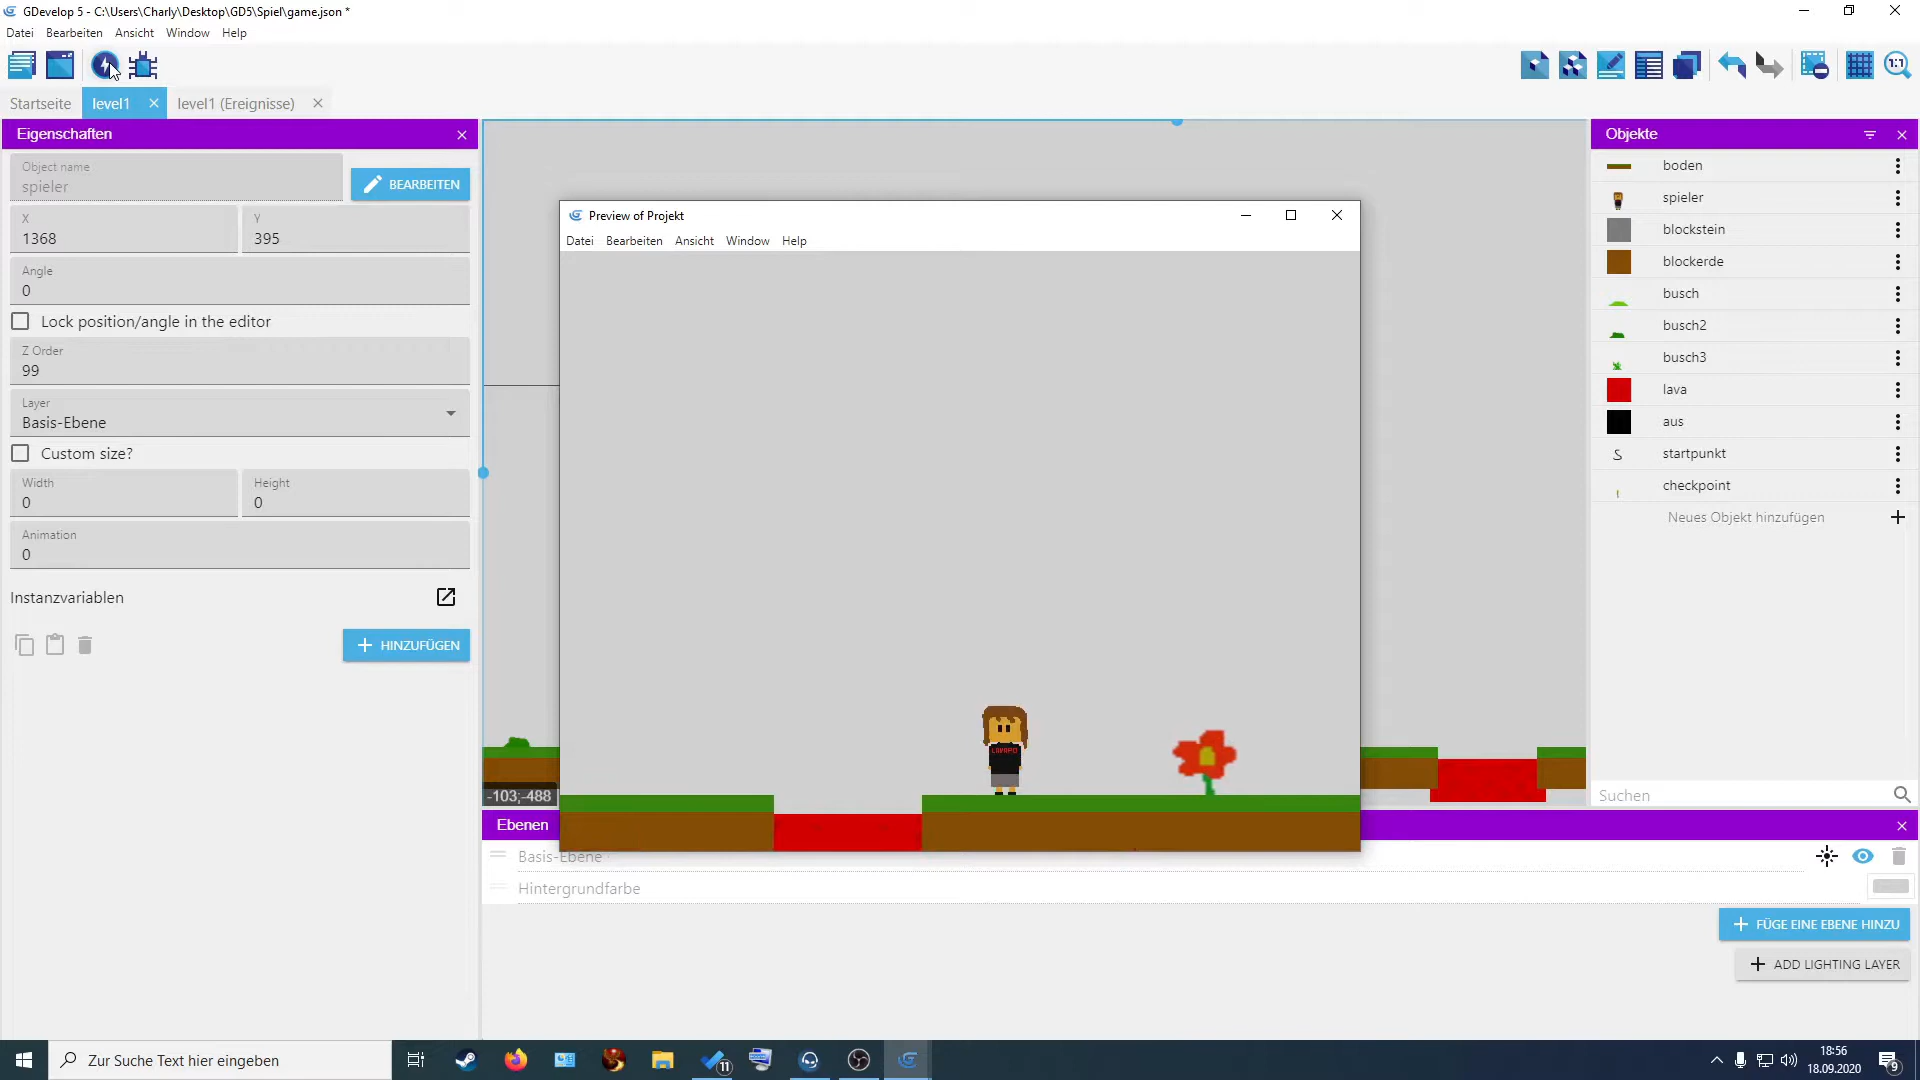 GDevelop 5 - C:\Users\Charly\Desktop\GD5\Spiel\game.json *
Datei Bearbeiten Ansicht Window Help
1:1
Startseite level1 level1 (Ereignisse)
Eigenschaften
Object name
spieler
BEARBEITEN
X
1368
Y
395
Angle
0
Lock position/angle in the editor
Z Order
99
Layer
Basis-Ebene
Custom size?
Width
0
Height
0
Animation
0
Instanzvariablen
HINZUFÜGEN
Preview of Projekt
Datei Bearbeiten Ansicht Window Help
-103;-488
Ebenen
Basis-Ebene
Hintergrundfarbe
FÜGE EINE EBENE HINZU
ADD LIGHTING LAYER
Objekte
boden
spieler
blockstein
blockerde
busch
busch2
busch3
lava
aus
S startpunkt
checkpoint
Neues Objekt hinzufügen
Suchen
Zur Suche Text hier eingeben
11
18:56
18.09.2020
9